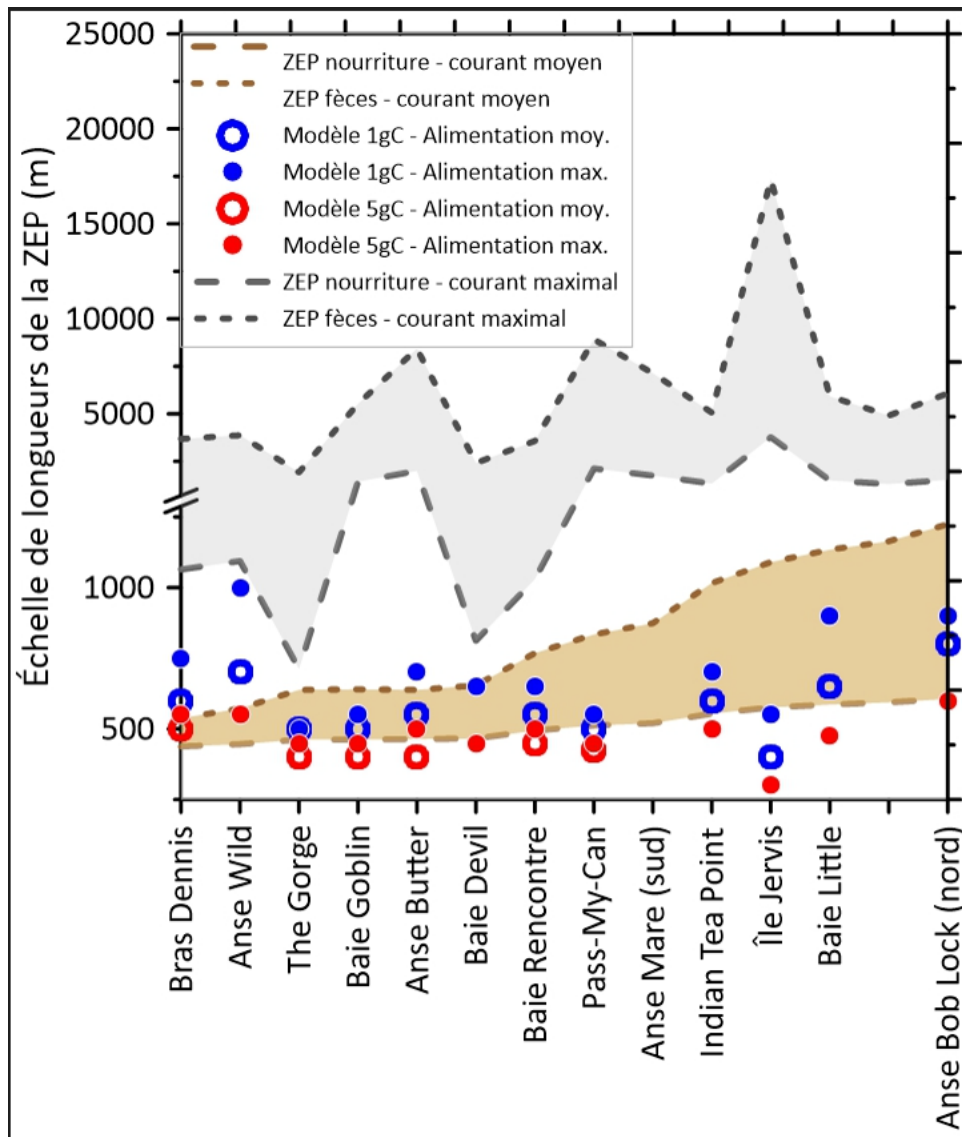 Échelle de longueurs de la ZEP (m)
25000
20000
15000
10000
5000
1000
500
ZEP nourriture - courant moyen
ZEP fèces - courant moyen
Modèle 1gC - Alimentation moy.
Modèle 1gC - Alimentation max.
Modèle 5gC - Alimentation moy.
Modèle 5gC - Alimentation max.
ZEP nourriture - courant maximal
ZEP fèces - courant maximal
Bras Dennis
Anse Wild
The Gorge
Baie Goblin
Anse Butter
Baie Devil
Baie Rencontre
Pass-My-Can
Anse Mare (sud)
Indian Tea Point
Île Jervis
Baie Little
Anse Bob Lock (nord)